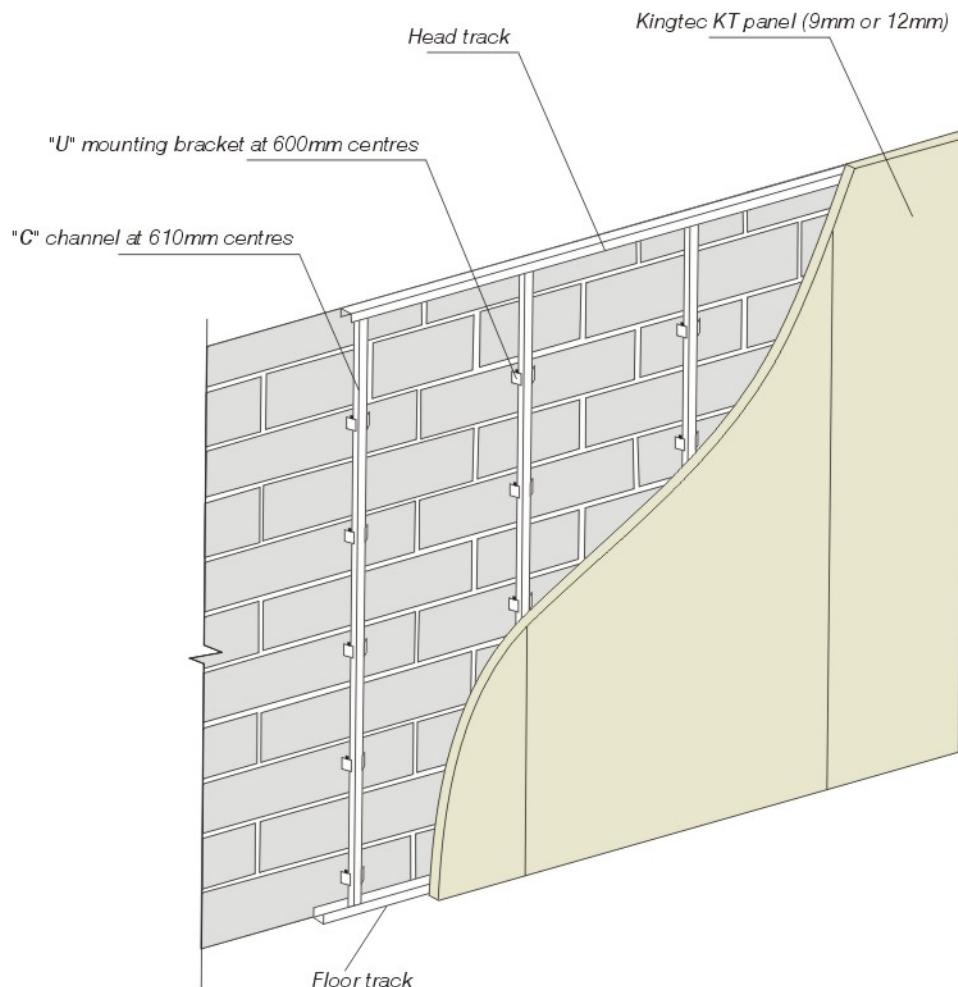 Kingtec KT panel (9mm or 12mm)
Head track
"U" mounting bracket at 600mm centres
"C" channel at 610mm centres
Floor track